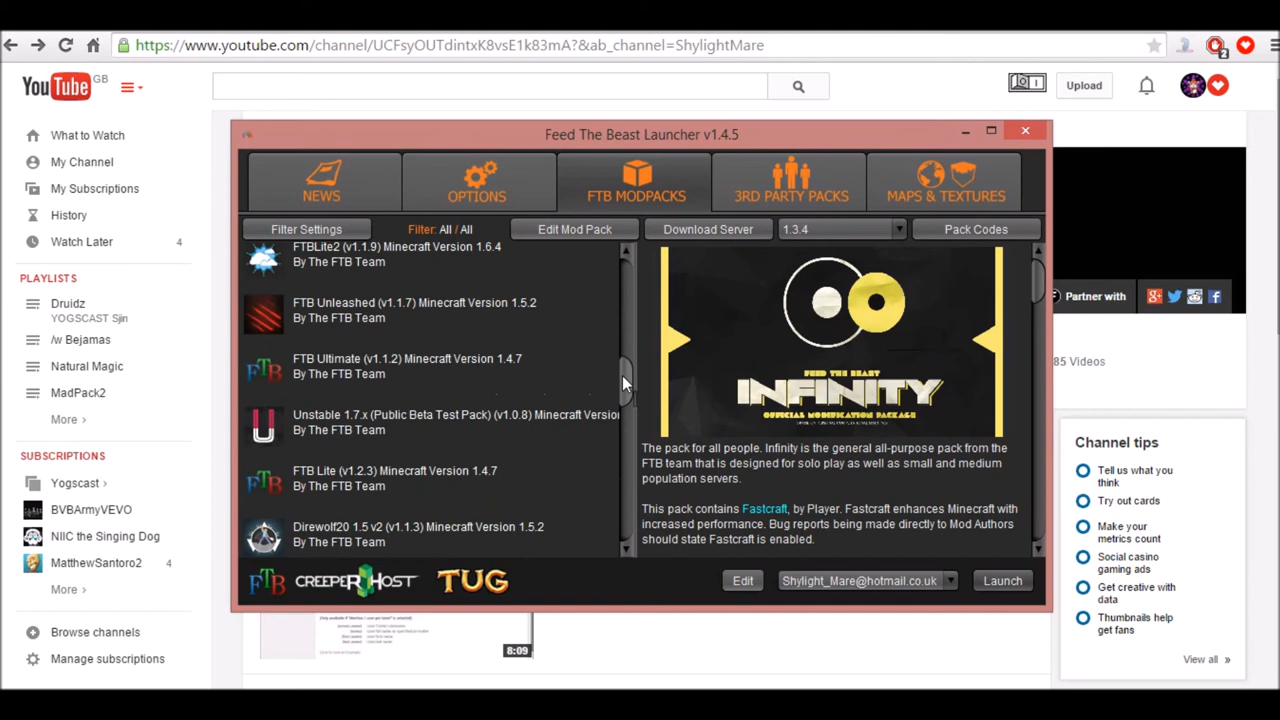 https://www.youtube.com/channel/UCFsyOUTdintxK8vsE1k83mA?&ab_channel=ShylightMare
2
YouTube GB
Upload
What to Watch
My Channel
My Subscriptions
History
Watch Later 4
PLAYLISTS
Druidz
YOGSCAST Sjin
/w Bejamas
Natural Magic
MadPack2
More ›
SUBSCRIPTIONS
Yogscast ›
BVBArmyVEVO
NIIC the Singing Dog
MatthewSantoro2 4
More ›
Browse channels
Manage subscriptions
Feed The Beast Launcher v1.4.5
NEWS
OPTIONS
FTB MODPACKS
3RD PARTY PACKS
MAPS & TEXTURES
Filter Settings
Filter: All / All
Edit Mod Pack
Download Server
1.3.4
Pack Codes
FTBLite2 (v1.1.9) Minecraft Version 1.6.4
By The FTB Team
FTB Unleashed (v1.1.7) Minecraft Version 1.5.2
By The FTB Team
FTB Ultimate (v1.1.2) Minecraft Version 1.4.7
By The FTB Team
Unstable 1.7.x (Public Beta Test Pack) (v1.0.8) Minecraft Versio
By The FTB Team
FTB Lite (v1.2.3) Minecraft Version 1.4.7
By The FTB Team
Direwolf20 1.5 v2 (v1.1.3) Minecraft Version 1.5.2
By The FTB Team
FEED THE BEAST
INFINITY
OFFICIAL MODIFICATION PACKAGE
The pack for all people. Infinity is the general all-purpose pack from the
FTB team that is designed for solo play as well as small and medium
population servers.
This pack contains Fastcraft, by Player. Fastcraft enhances Minecraft with
increased performance. Bug reports being made directly to Mod Authors
should state Fastcraft is enabled.
FTB
CREEPER HOST
TUG
Edit
Shylight_Mare@hotmail.co.uk
Launch
8:09
Partner with
85 Videos
Channel tips
Tell us what you
think
Try out cards
Make your
metrics count
Social casino
gaming ads
Get creative with
data
Thumbnails help
get fans
View all »